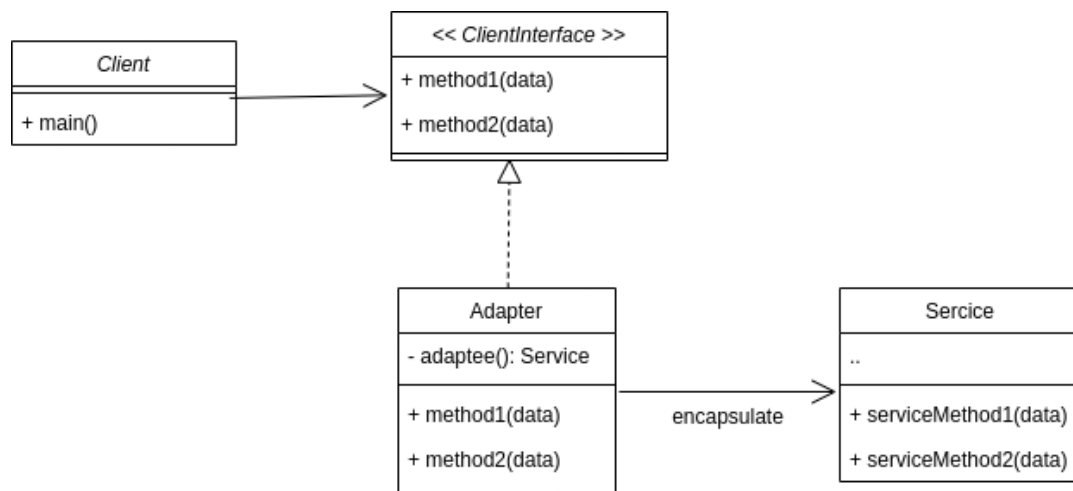 Client
+ main()
<< ClientInterface >>
+ method1(data)
+ method2(data)
Adapter
- adaptee(): Service
+ method1(data)
+ method2(data)
encapsulate
Sercice
..
+ serviceMethod1(data)
+ serviceMethod2(data)